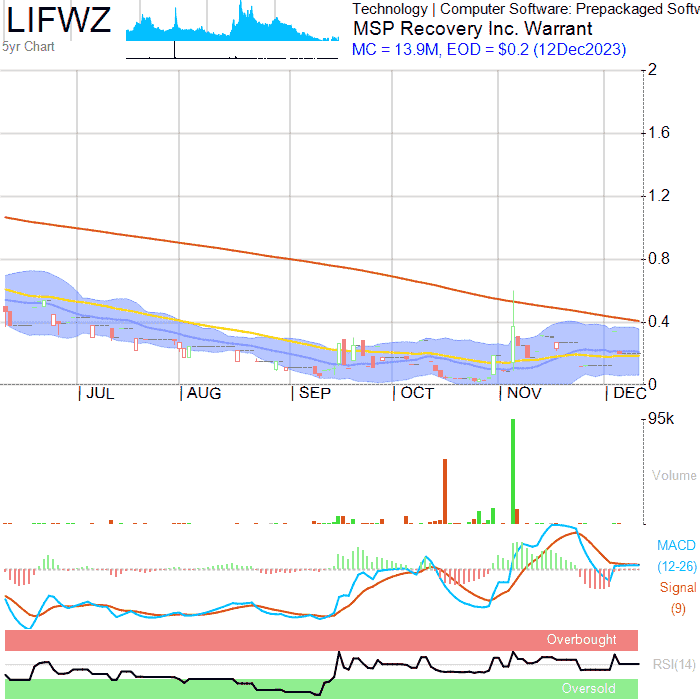 LIFWZ
5yr Chart
Technology | Computer Software: Prepackaged Softw
MSP Recovery Inc. Warrant
MC = 13.9M, EOD = $0.2 (12Dec2023)
2
1.6
1.2
0.8
0.4
0
JUL AUG SEP OCT NOV DEC
95k
Volume
MACD
(12-26)
Signal
(9)
Overbought
RSI(14)
Oversold